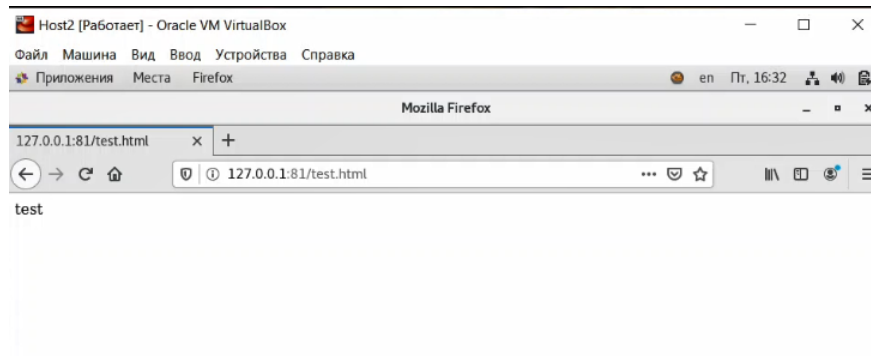 Host2 [Работает] - Oracle VM VirtualBox
Файл Машина Вид Ввод Устройства Справка
Приложения Места Firefox en Пт, 16:32
Mozilla Firefox
127.0.0.1:81/test.html
127.0.0.1:81/test.html
test